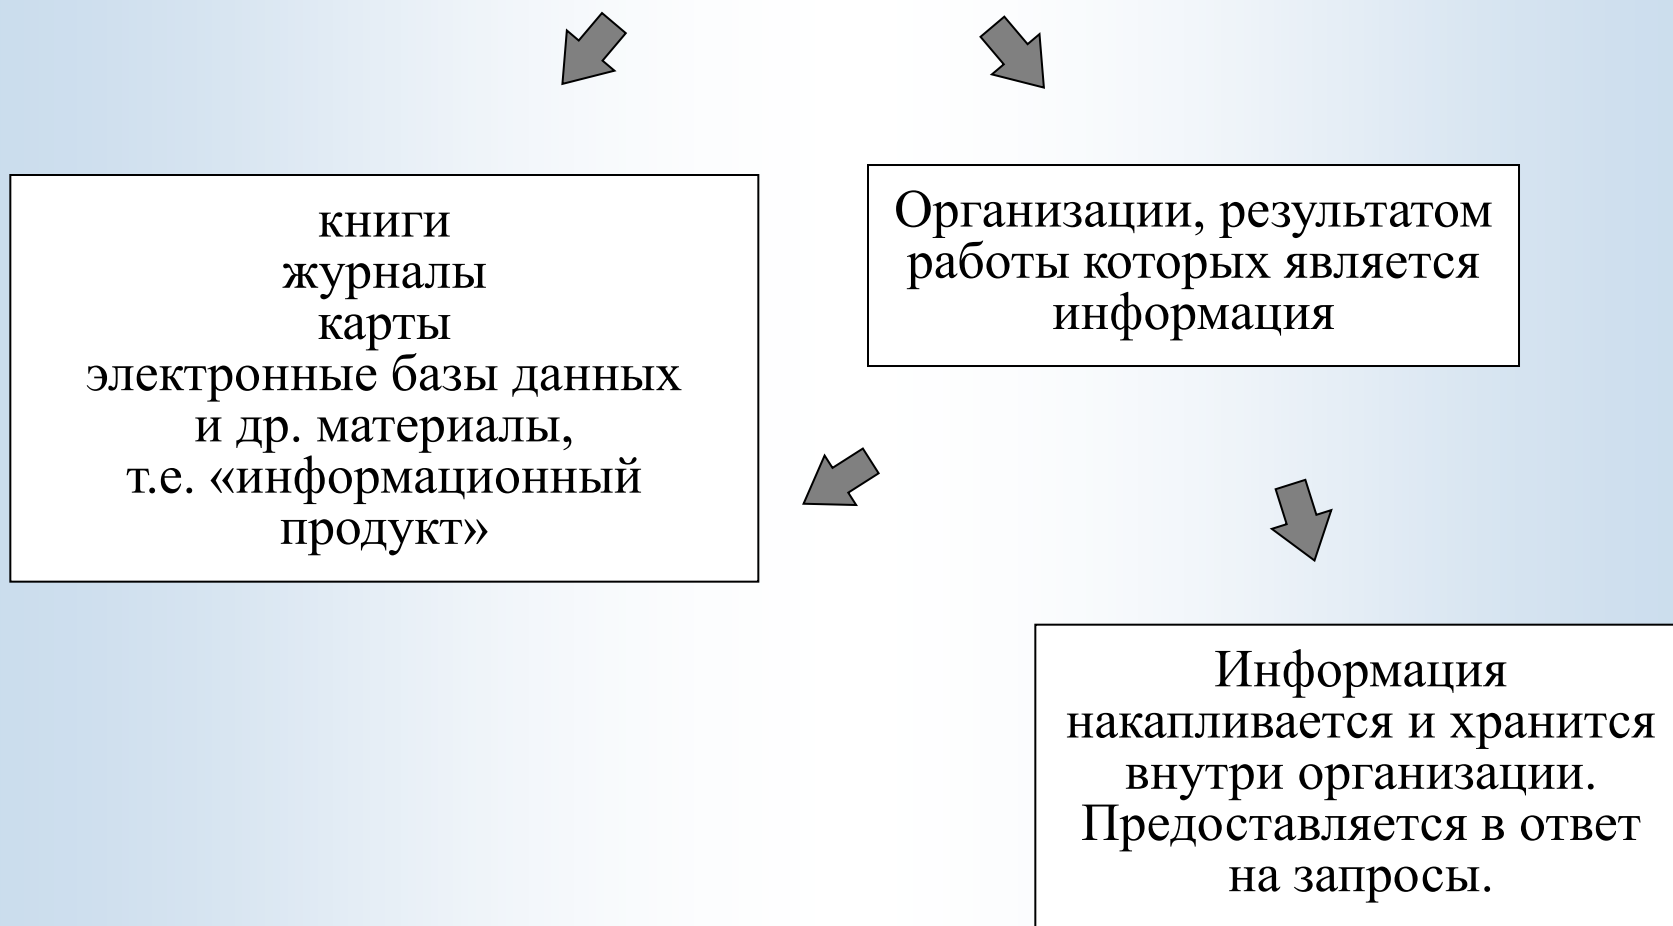 книги
журналы
карты
электронные базы данных
и др. материалы,
т.е. «информационный
продукт»
Организации, результатом
работы которых является
информация
Информация
накапливается и хранится
внутри организации.
Предоставляется в ответ
на запросы.